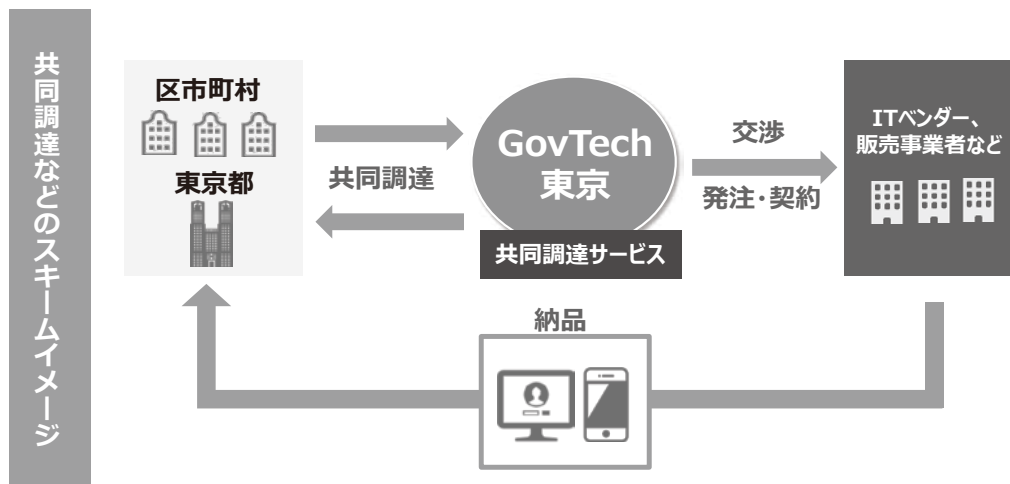 共同調達などのスキームイメージ
区市町村
東京都
共同調達
GovTech
東京
共同調達サービス
交渉
発注・契約
ITベンダー、
販売事業者など
納品